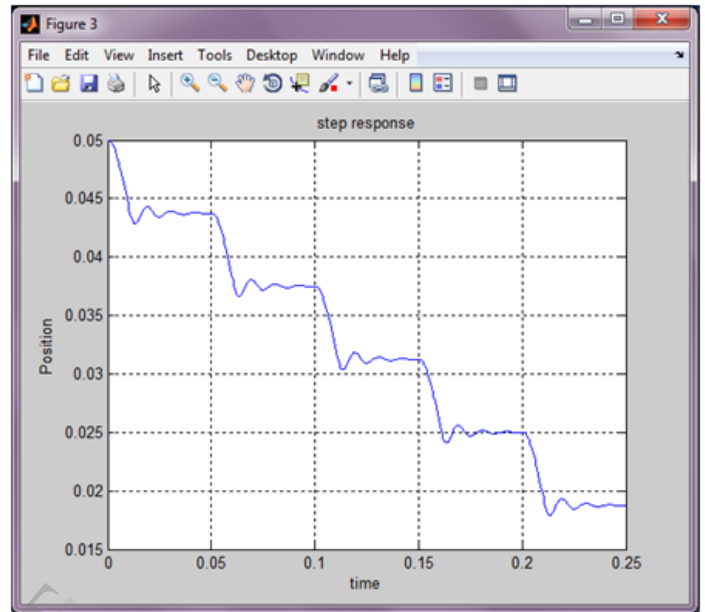 Figure 3
File Edit View Insert Tools Desktop Window Help
step response
0.05
0.045
0.04
0.035
0.03
0.025
0.02
0.015
Position
0 0.05 0.1 0.15 0.2 0.25
time